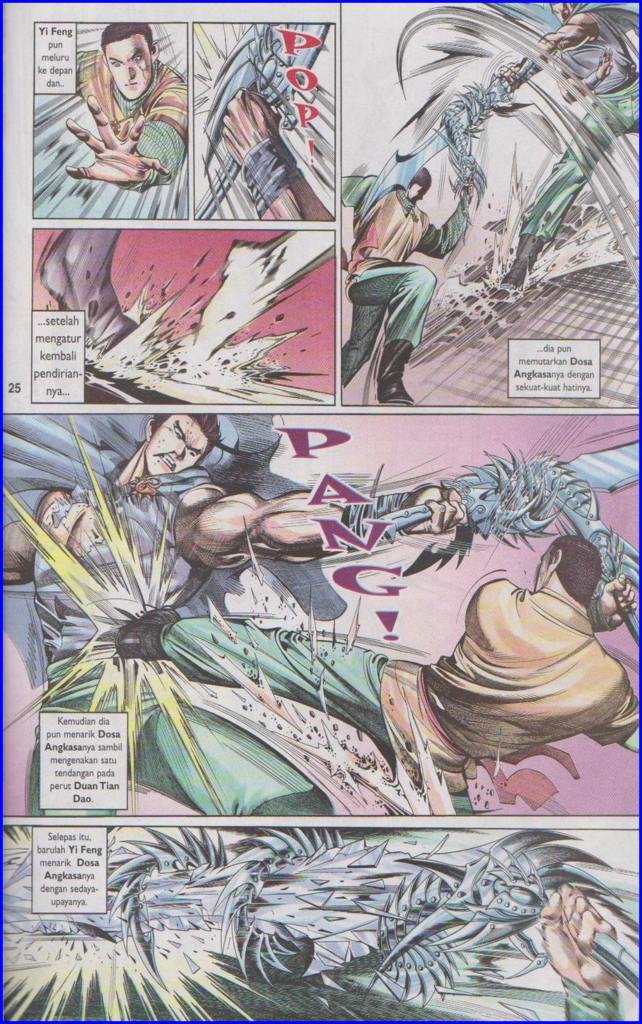 Yi Feng
pun
meluru
ke depan
dan..
POP!
...setelah
mengatur
kembali
pendirian-
nya...
...dia pun
memutarkan Dosa
Angkasanya dengan
sekuat-kuat hatinya.
25
PANG!
Kemudian dia
pun menarik Dosa
Angkasanya sambil
mengenakan satu
tendangan pada
perut Duan Tian
Dao.
Selepas itu,
barulah Yi Feng
menarik Dosa
Angkasanya
dengan sedaya-
upayanya.